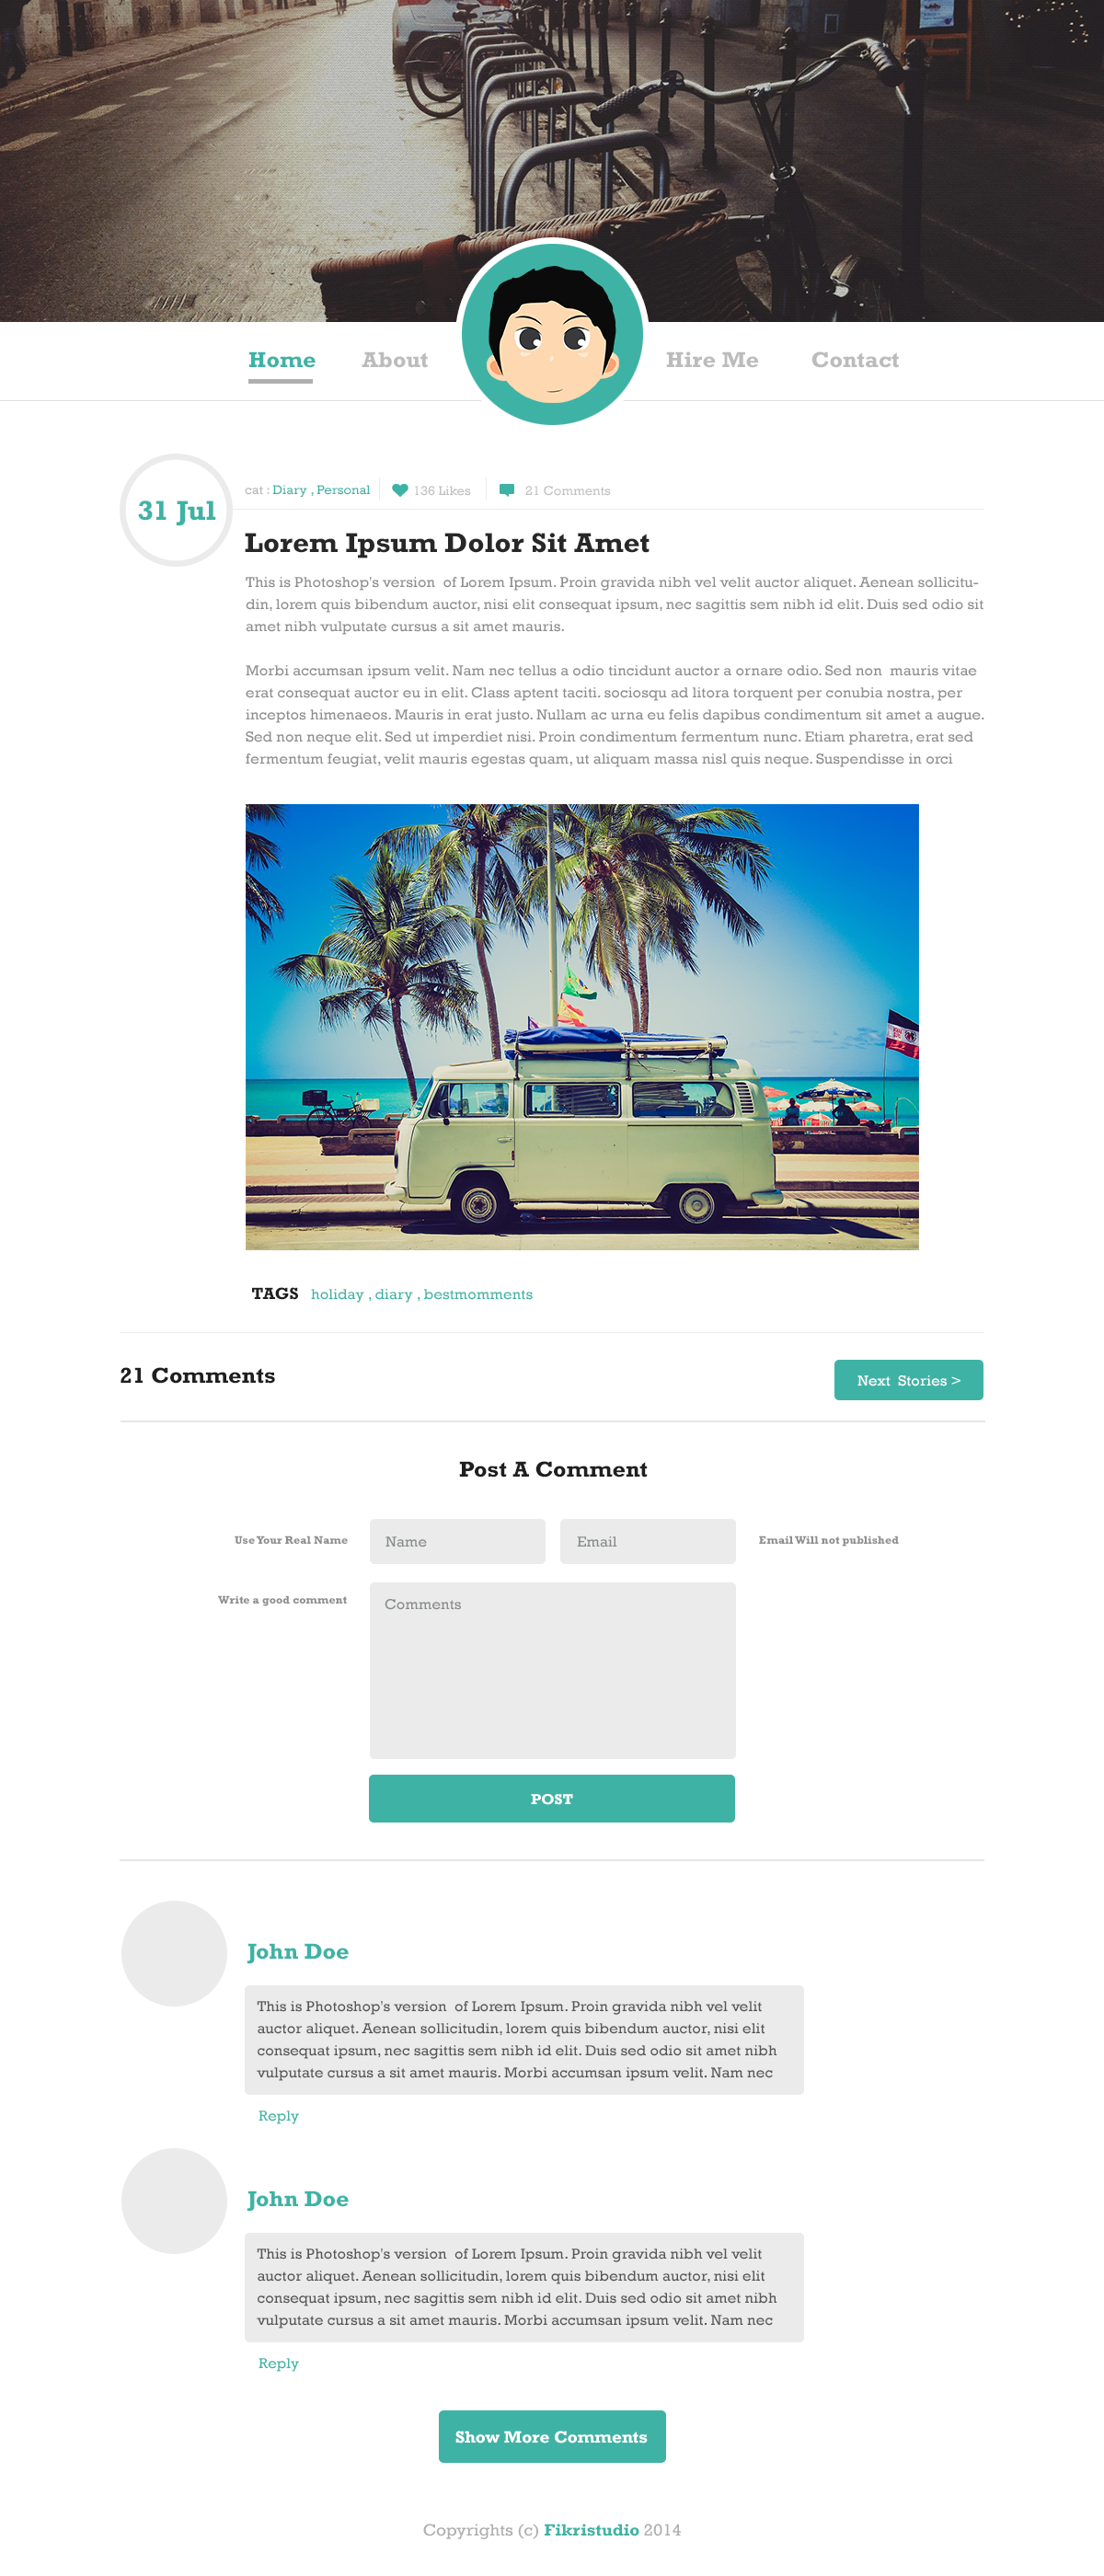 Home About Hire Me Contact
31 Jul
cat : Diary , Personal 136 Likes 21 Comments
Lorem Ipsum Dolor Sit Amet
This is Photoshop's version  of Lorem Ipsum. Proin gravida nibh vel velit auctor aliquet. Aenean sollicitu-
din, lorem quis bibendum auctor, nisi elit consequat ipsum, nec sagittis sem nibh id elit. Duis sed odio sit
amet nibh vulputate cursus a sit amet mauris.
Morbi accumsan ipsum velit. Nam nec tellus a odio tincidunt auctor a ornare odio. Sed non  mauris vitae
erat consequat auctor eu in elit. Class aptent taciti. sociosqu ad litora torquent per conubia nostra, per
inceptos himenaeos. Mauris in erat justo. Nullam ac urna eu felis dapibus condimentum sit amet a augue.
Sed non neque elit. Sed ut imperdiet nisi. Proin condimentum fermentum nunc. Etiam pharetra, erat sed
fermentum feugiat, velit mauris egestas quam, ut aliquam massa nisl quis neque. Suspendisse in orci
TAGS holiday , diary , bestmomments
21 Comments
Next  Stories >
Post A Comment
Use Your Real Name Name Email Email Will not published
Write a good comment Comments
POST
John Doe
This is Photoshop's version  of Lorem Ipsum. Proin gravida nibh vel velit
auctor aliquet. Aenean sollicitudin, lorem quis bibendum auctor, nisi elit
consequat ipsum, nec sagittis sem nibh id elit. Duis sed odio sit amet nibh
vulputate cursus a sit amet mauris. Morbi accumsan ipsum velit. Nam nec
Reply
John Doe
This is Photoshop's version  of Lorem Ipsum. Proin gravida nibh vel velit
auctor aliquet. Aenean sollicitudin, lorem quis bibendum auctor, nisi elit
consequat ipsum, nec sagittis sem nibh id elit. Duis sed odio sit amet nibh
vulputate cursus a sit amet mauris. Morbi accumsan ipsum velit. Nam nec
Reply
Show More Comments
Copyrights (c) Fikristudio 2014